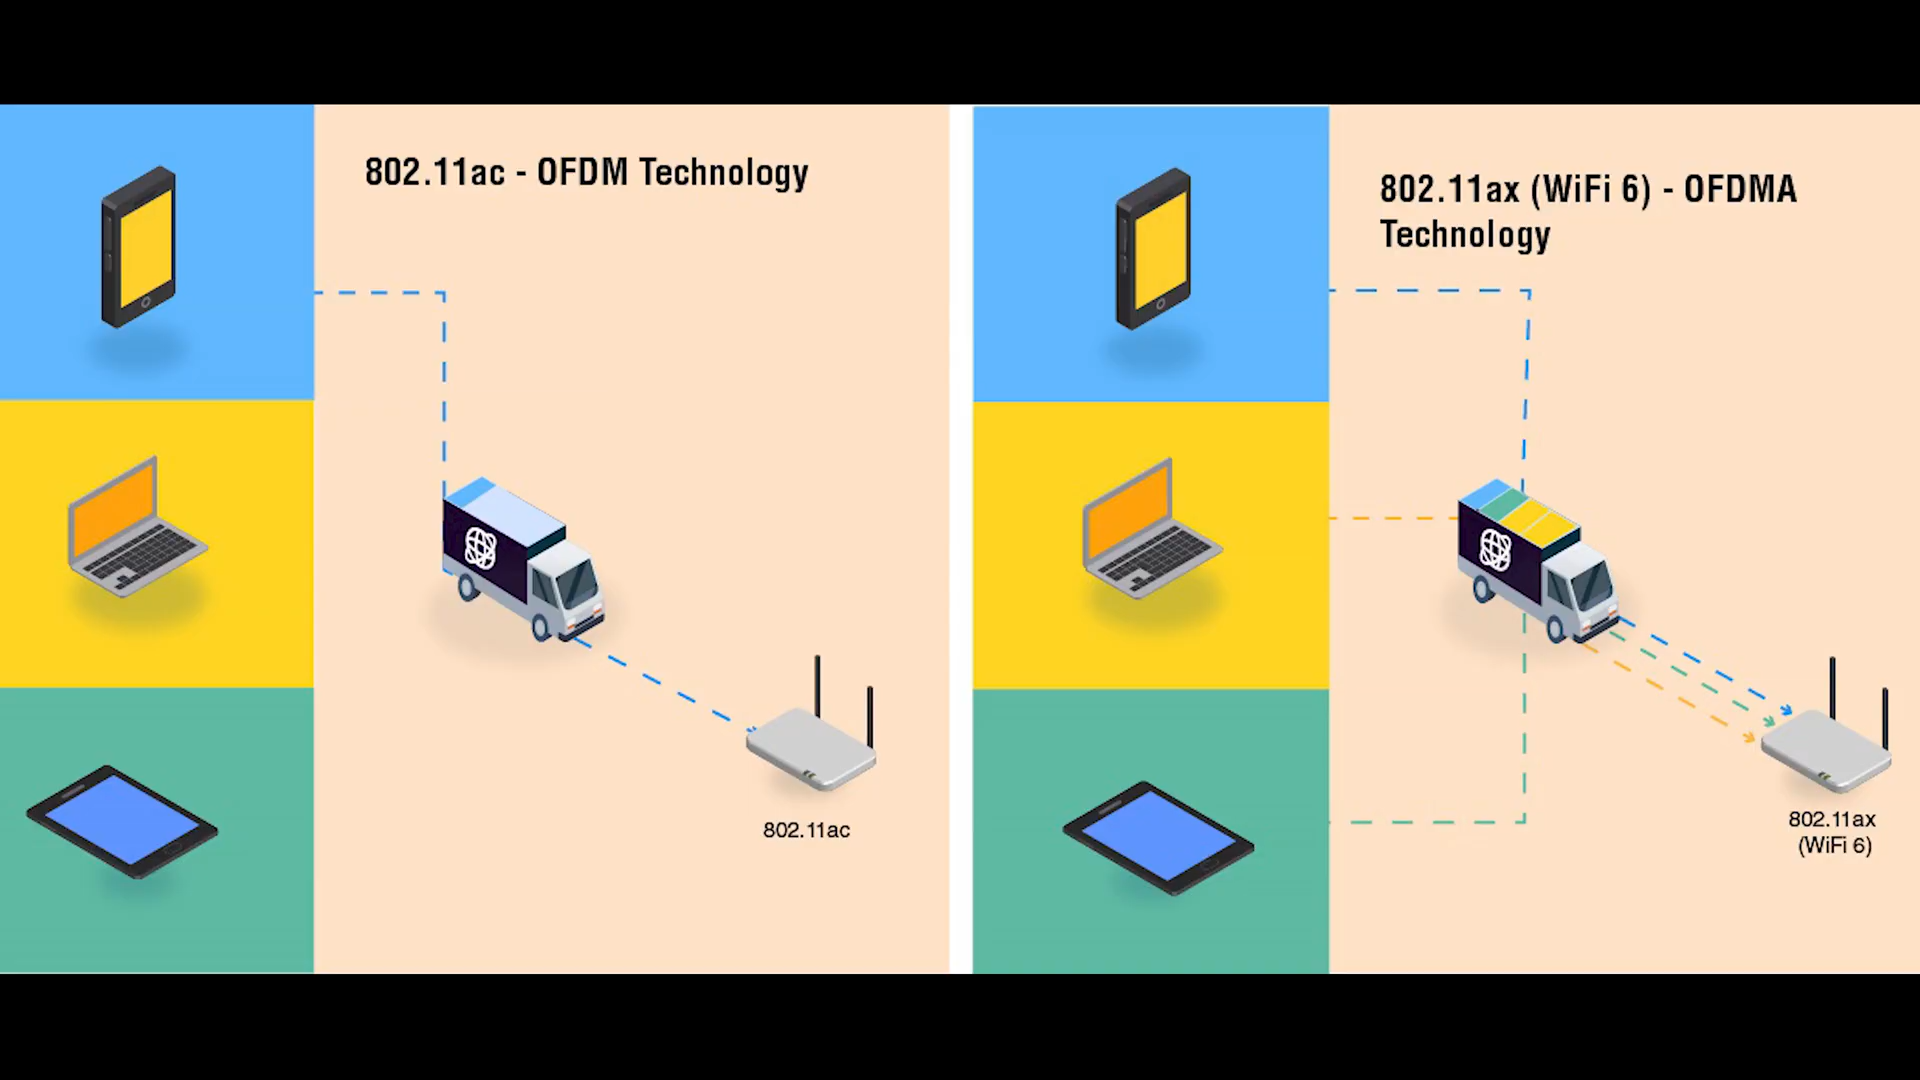 802.11ac - OFDM Technology
802.11ac
802.11ax (WiFi 6) - OFDMA
Technology
802.11ax
(WiFi 6)